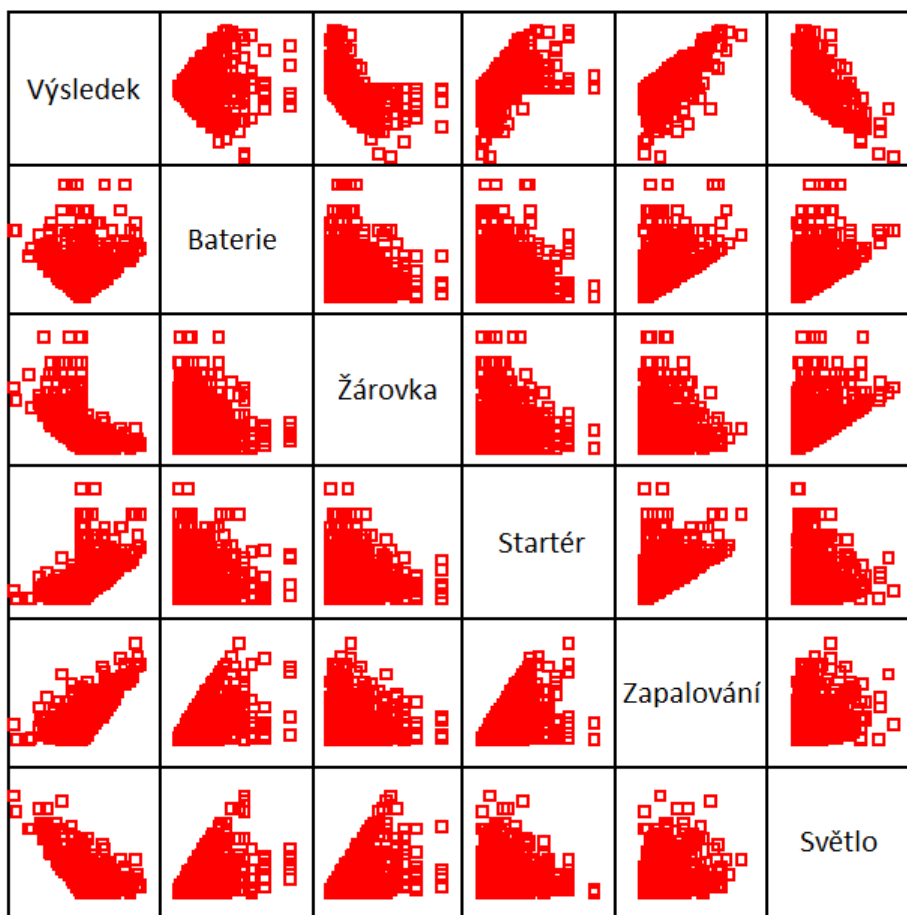 Výsledek
Baterie
Žárovka
Startér
Zapalování
Světlo